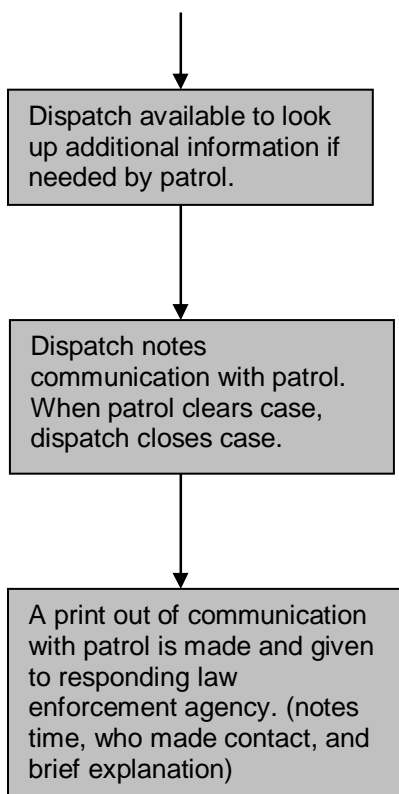 Dispatch available to look
up additional information if
needed by patrol.
Dispatch notes
communication with patrol.
When patrol clears case,
dispatch closes case.
A print out of communication
with patrol is made and given
to responding law
enforcement agency. (notes
time, who made contact, and
brief explanation)